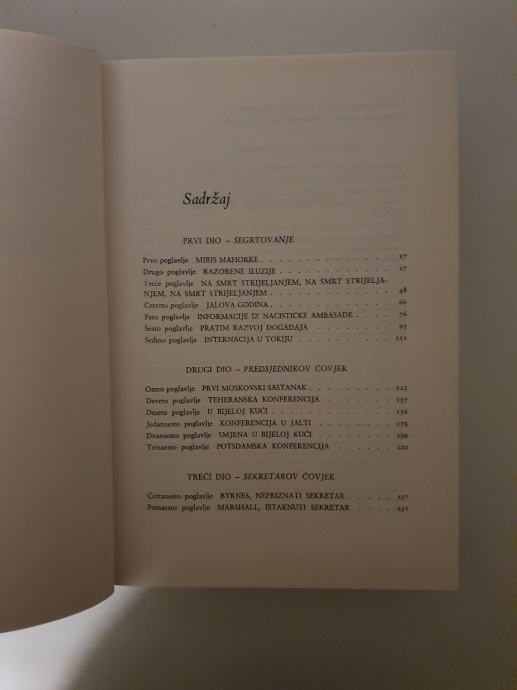 Sadržaj
PRVI DIO – ŠEGRTOVANJE
Prvo poglavlje MIRIS MAHORKE . . . . . . . . . . . . . . 17
Drugo poglavlje RAZORENE ILUZIJE . . . . . . . . . . . . 27
Treće poglavlje NA SMRT STRIJELJANJEM, NA SMRT STRIJELJA-
NJEM, NA SMRT STRIJELJANJEM . . . . . . . . . . . . . 48
Četvrto poglavlje JALOVA GODINA . . . . . . . . . . . . . 66
Peto poglavlje INFORMACIJE IZ NACISTIČKE AMBASADE . . . . 76
Šesto poglavlje PRATIM RAZVOJ DOGAĐAJA . . . . . . . . . 93
Sedmo poglavlje INTERNACIJA U TOKIJU . . . . . . . . . . 111
DRUGI DIO – PREDSJEDNIKOV ČOVJEK
Osmo poglavlje PRVI MOSKOVSKI SASTANAK . . . . . . . . . 125
Deveto poglavlje TEHERANSKA KONFERENCIJA . . . . . . . . 137
Deseto poglavlje U BIJELOJ KUĆI . . . . . . . . . . . . . 156
Jedanaesto poglavlje KONFERENCIJA U JALTI . . . . . . . . 175
Dvanaesto poglavlje SMJENA U BIJELOJ KUĆI . . . . . . . . 199
Trinaesto poglavlje POTSDAMSKA KONFERENCIJA . . . . . . . 220
TREĆI DIO – SEKRETAROV ČOVJEK
Četrnaesto poglavlje BYRNES, NEPRIZNATI SEKRETAR . . . . . 237
Petnaesto poglavlje MARSHALL, ISTAKNUTI SEKRETAR . . . . 251